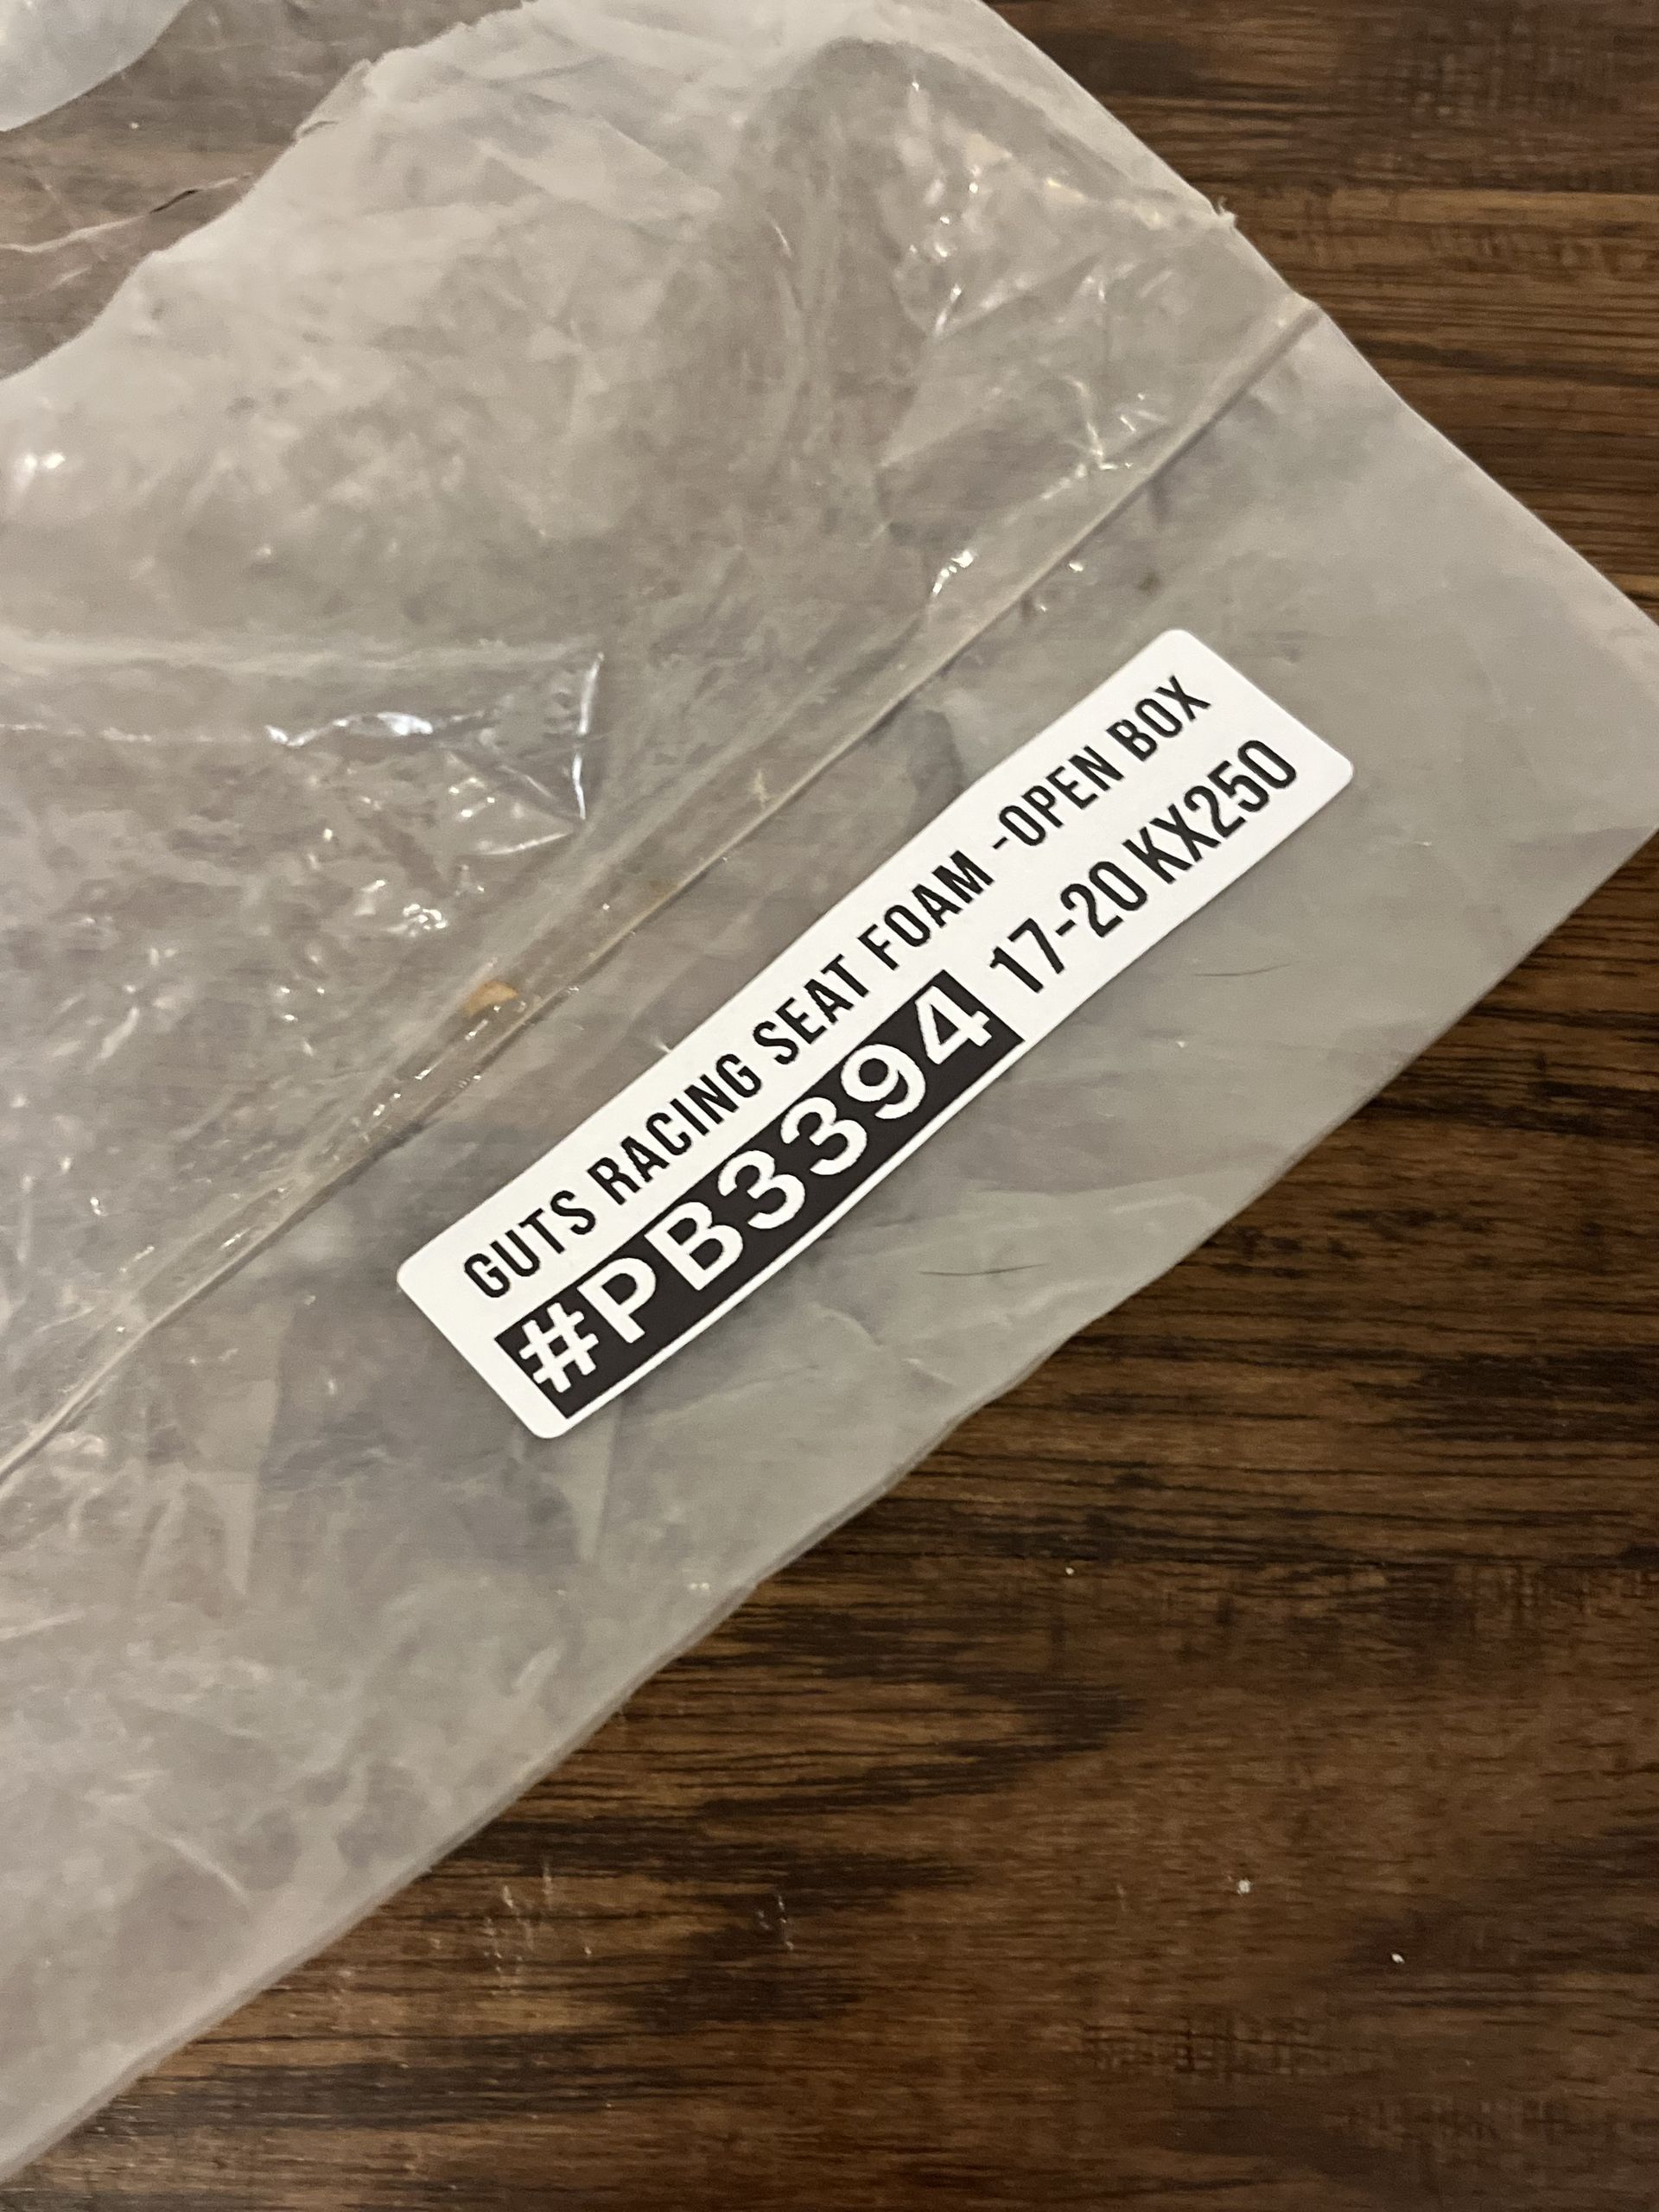 GUTS RACING SEAT FOAM -OPEN BOX
#PB3394 17-20 KX250